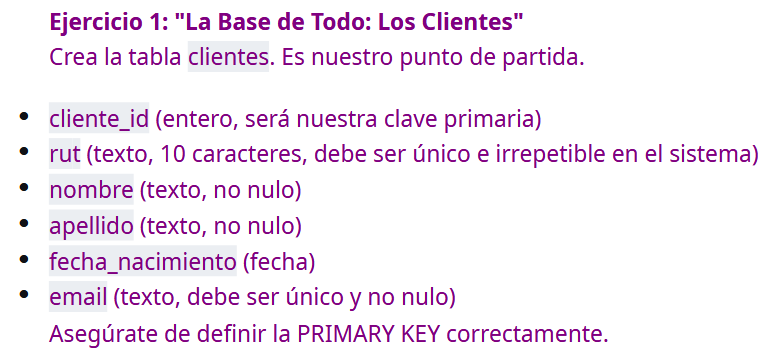 Ejercicio 1: "La Base de Todo: Los Clientes"
Crea la tabla clientes. Es nuestro punto de partida.
• cliente_id (entero, será nuestra clave primaria)
• rut (texto, 10 caracteres, debe ser único e irrepetible en el sistema)
• nombre (texto, no nulo)
• apellido (texto, no nulo)
• fecha_nacimiento (fecha)
• email (texto, debe ser único y no nulo)
Asegúrate de definir la PRIMARY KEY correctamente.